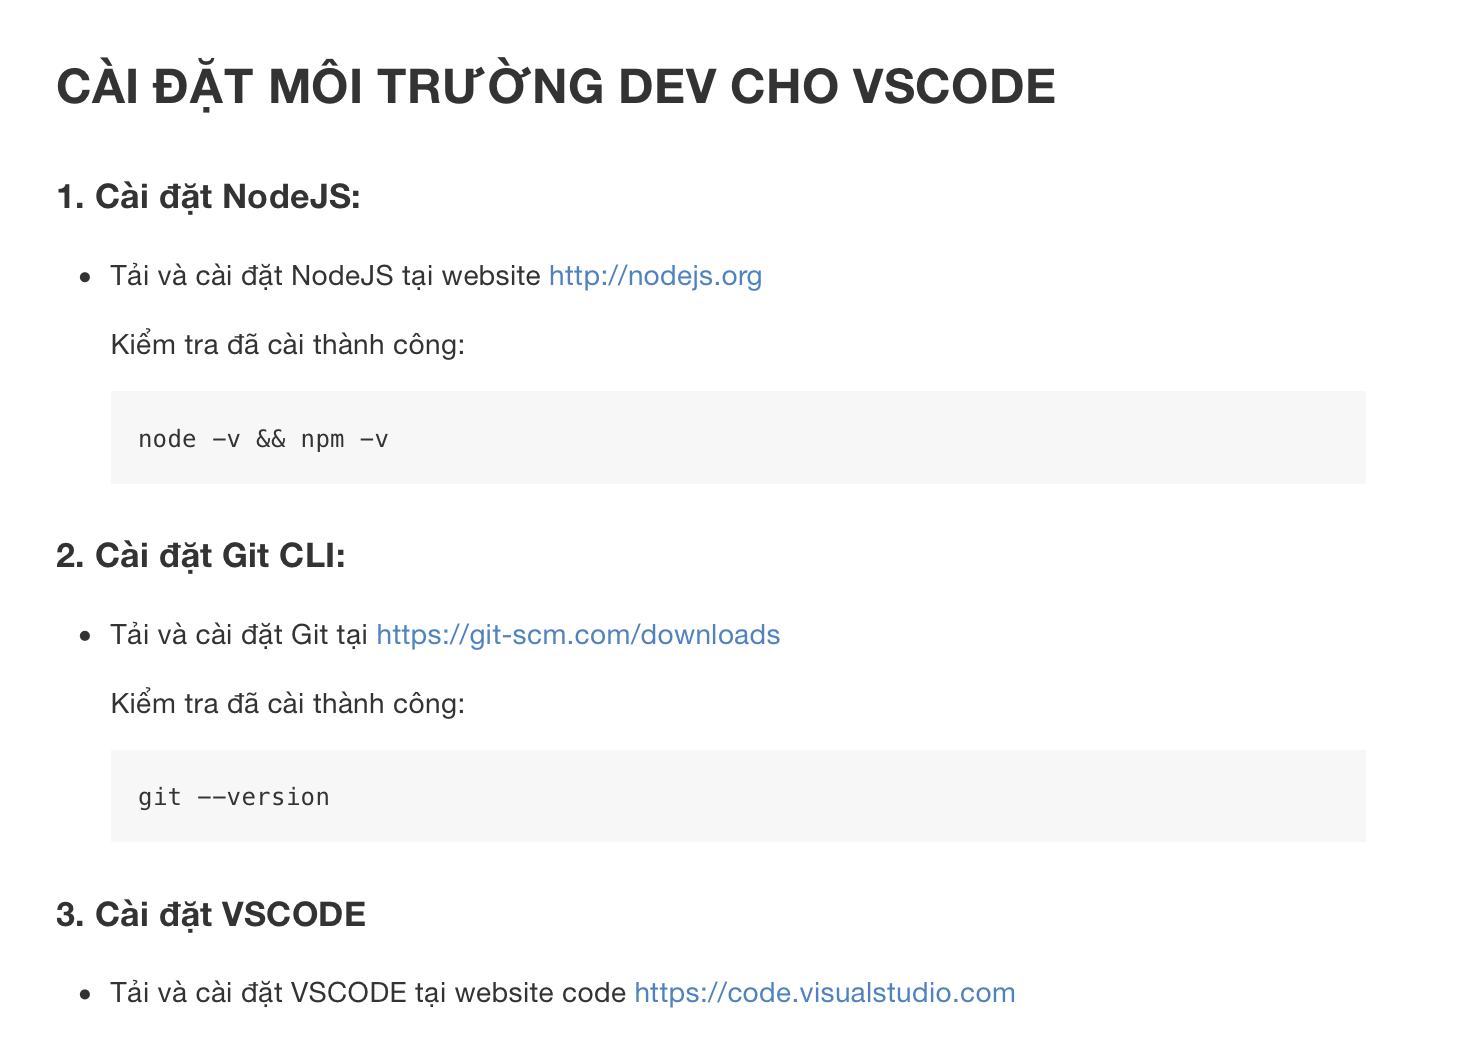 CÀI ĐẶT MÔI TRƯỜNG DEV CHO VSCODE
1. Cài đặt NodeJS:
• Tải và cài đặt NodeJS tại website http://nodejs.org
Kiểm tra đã cài thành công:
node -v && npm -v
2. Cài đặt Git CLI:
• Tải và cài đặt Git tại https://git-scm.com/downloads
Kiểm tra đã cài thành công:
git --version
3. Cài đặt VSCODE
• Tải và cài đặt VSCODE tại website code https://code.visualstudio.com